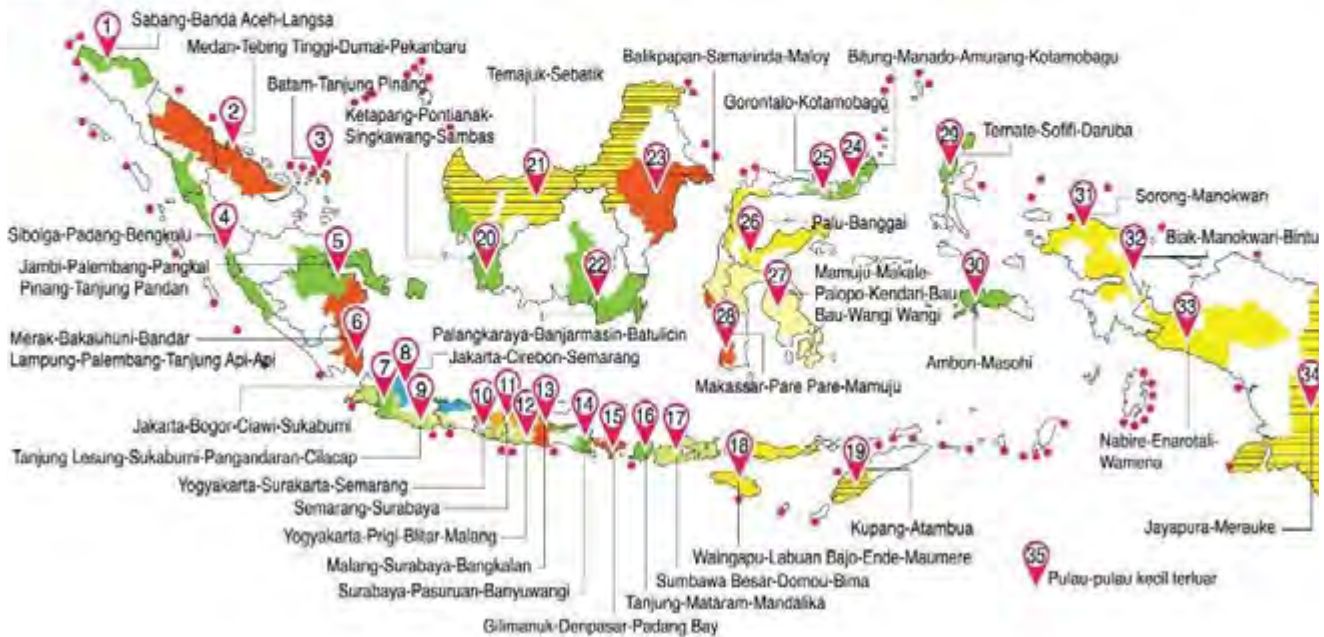 1
Sabang-Banda Aceh-Langsa
Medan-Tebing Tinggi-Dumai-Pekanbaru
2
Batam-Tanjung Pinang
3
Ketapang-Pontianak-
Singkawang-Sambas
Temajuk-Sebatik
Balikpapan-Samarinda-Maloy
Bitung-Manado-Amurang-Kotamobagu
Gorontalo-Kotamobagu
Ternate-Sofifi-Daruba
21
23
25
24
29
31
Sorong-Manokwari
4
Sibolga-Padang-Bengkulu
5
Jambi-Palembang-Pangkal
Pinang-Tanjung Pandan
20
22
26
Palu-Banggai
27
Mamuju-Makale-
Palopo-Kendari-Bau
Bau-Wangi Wangi
30
32
Biak-Manokwari-Bintu
33
6
Merak-Bakauhuni-Bandar
Lampung-Palembang-Tanjung Api-Api
Palangkaraya-Banjarmasin-Batulicin
28
Ambon-Masohi
34
7
8
Jakarta-Cirebon-Semarang
Makassar-Pare Pare-Mamuju
9
10
11
12
13
14
15
16
17
18
19
Jakarta-Bogor-Ciawi-Sukabumi
Tanjung Lesung-Sukabumi-Pangandaran-Cilacap
Yogyakarta-Surakarta-Semarang
Semarang-Surabaya
Yogyakarta-Prigi-Blitar-Malang
Malang-Surabaya-Bangkalan
Surabaya-Pasuruan-Banyuwangi
Gilimanuk-Denpasar-Padang Bay
Tanjung-Mataram-Mandalika
Sumbawa Besar-Domou-Bima
Waingapu-Labuan Bajo-Ende-Maumere
Kupang-Atambua
Nabire-Enarotali-
Wamena
Jayapura-Merauke
35
Pulau-pulau kecil terluar